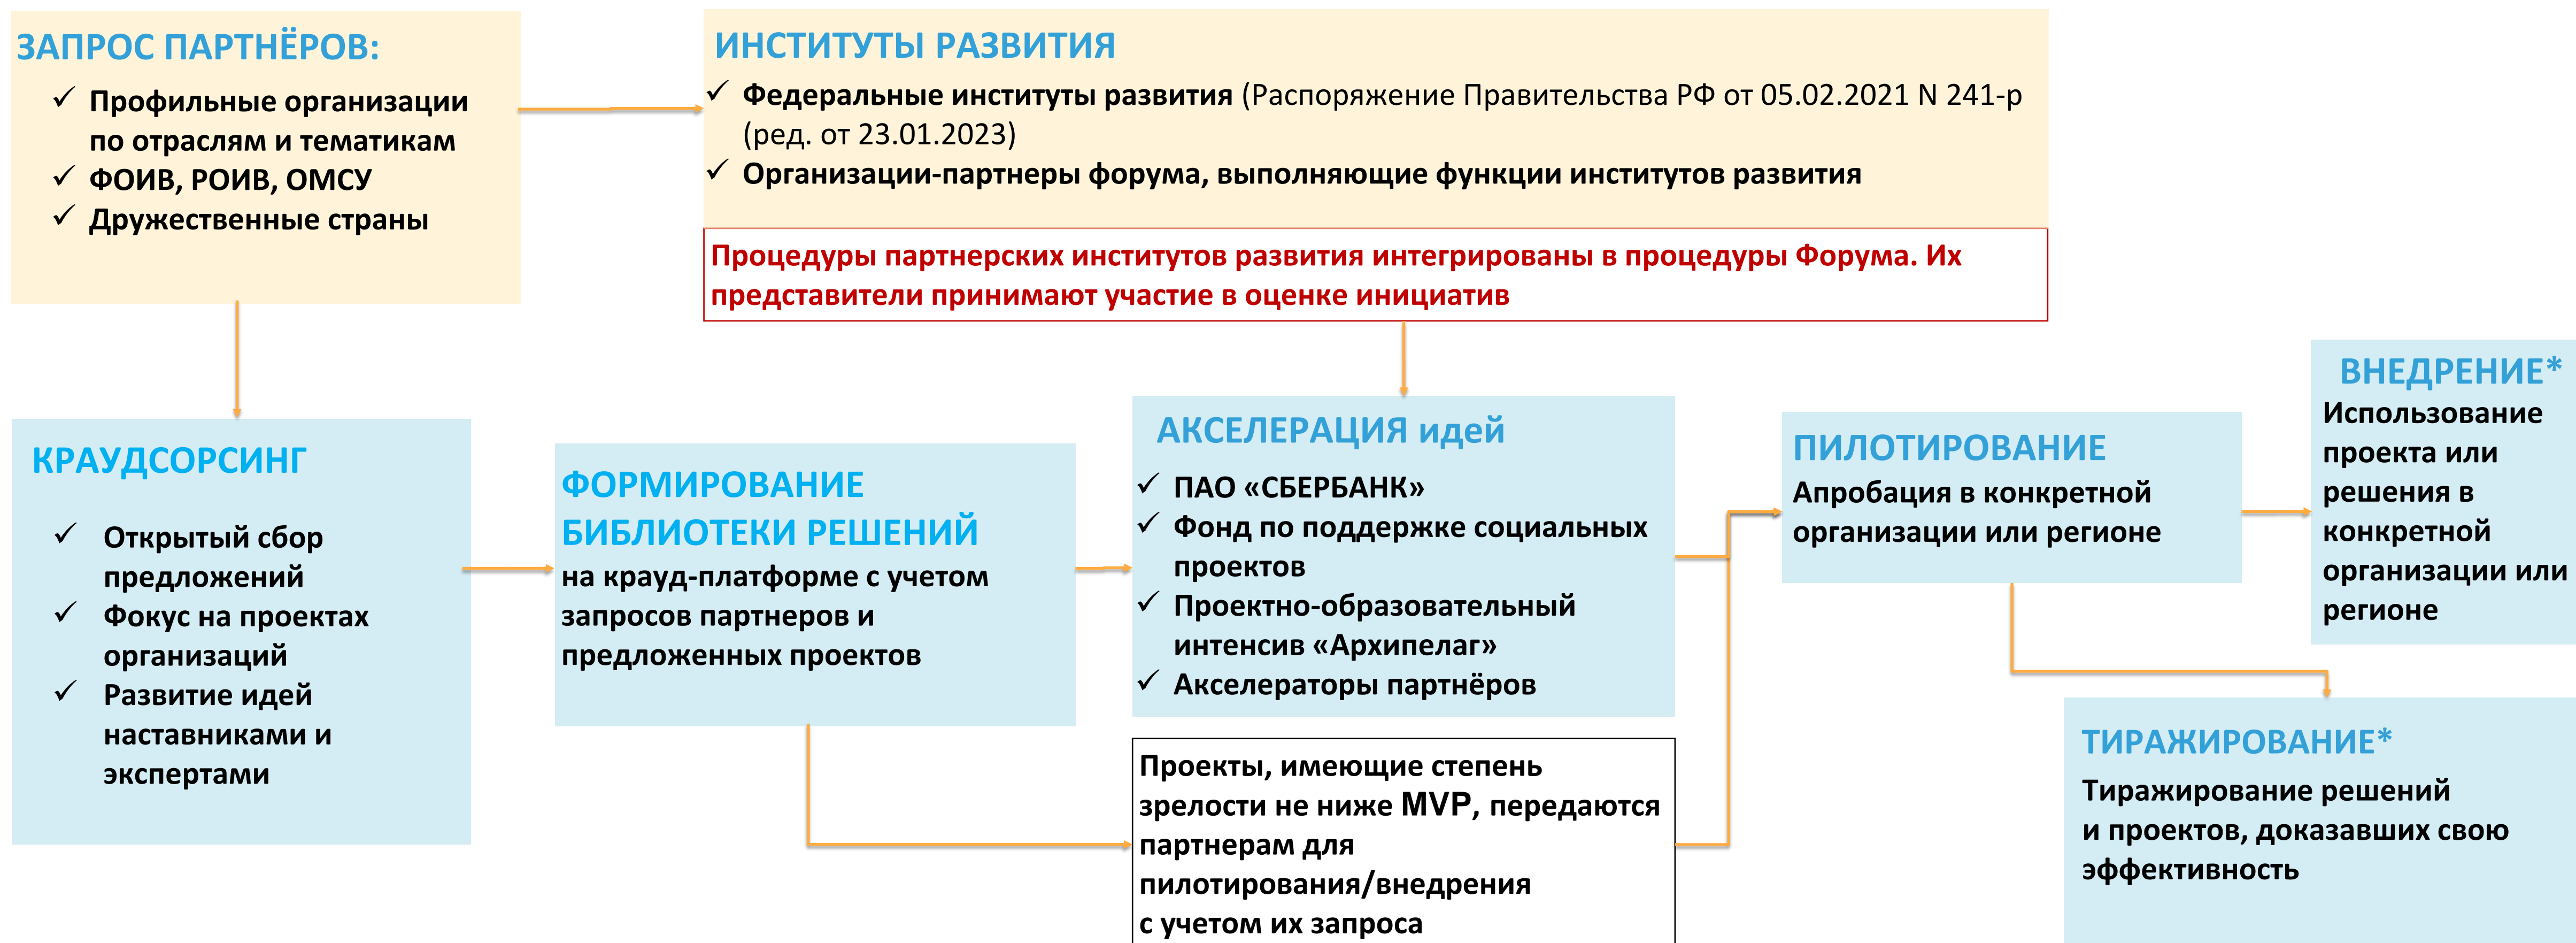 ЗАПРОС ПАРТНЁРОВ:
✓ Профильные организации
по отраслям и тематикам
✓ ФОИВ, РОИВ, ОМСУ
✓ Дружественные страны
ИНСТИТУТЫ РАЗВИТИЯ
✓ Федеральные институты развития (Распоряжение Правительства РФ от 05.02.2021 N 241-р
(ред. от 23.01.2023)
✓ Организации-партнеры форума, выполняющие функции институтов развития
Процедуры партнерских институтов развития интегрированы в процедуры Форума. Их
представители принимают участие в оценке инициатив
КРАУДСОРСИНГ
✓ Открытый сбор
предложений
✓ Фокус на проектах
организаций
✓ Развитие идей
наставниками и
экспертами
ФОРМИРОВАНИЕ
БИБЛИОТЕКИ РЕШЕНИЙ
на крауд-платформе с учетом
запросов партнеров и
предложенных проектов
АКСЕЛЕРАЦИЯ идей
✓ ПАО «СБЕРБАНК»
✓ Фонд по поддержке социальных
проектов
✓ Проектно-образовательный
интенсив «Архипелаг»
✓ Акселераторы партнёров
Проекты, имеющие степень
зрелости не ниже MVP, передаются
партнерам для
пилотирования/внедрения
с учетом их запроса
ПИЛОТИРОВАНИЕ
Апробация в конкретной
организации или регионе
ВНЕДРЕНИЕ*
Использование
проекта или
решения в
конкретной
организации или
регионе
ТИРАЖИРОВАНИЕ*
Тиражирование решений
и проектов, доказавших свою
эффективность